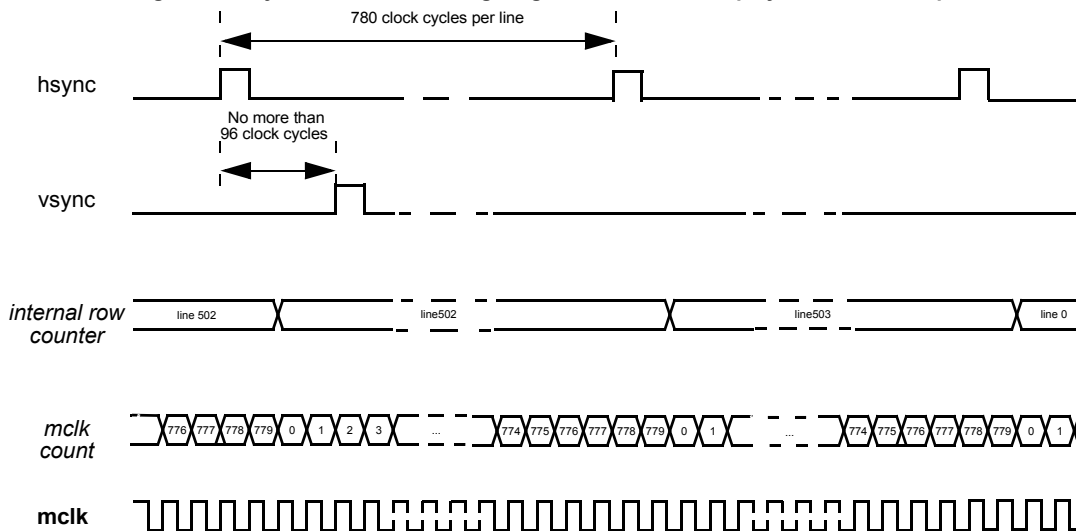 780 clock cycles per line
hsync
No more than
96 clock cycles
vsync
internal row
counter
line 502
line502
line503
line 0
mclk
count
776 777 778 779 0 1 2 3 ... 774 775 776 777 778 779 0 1 ... 774 775 776 777 778 779 0 1
mclk